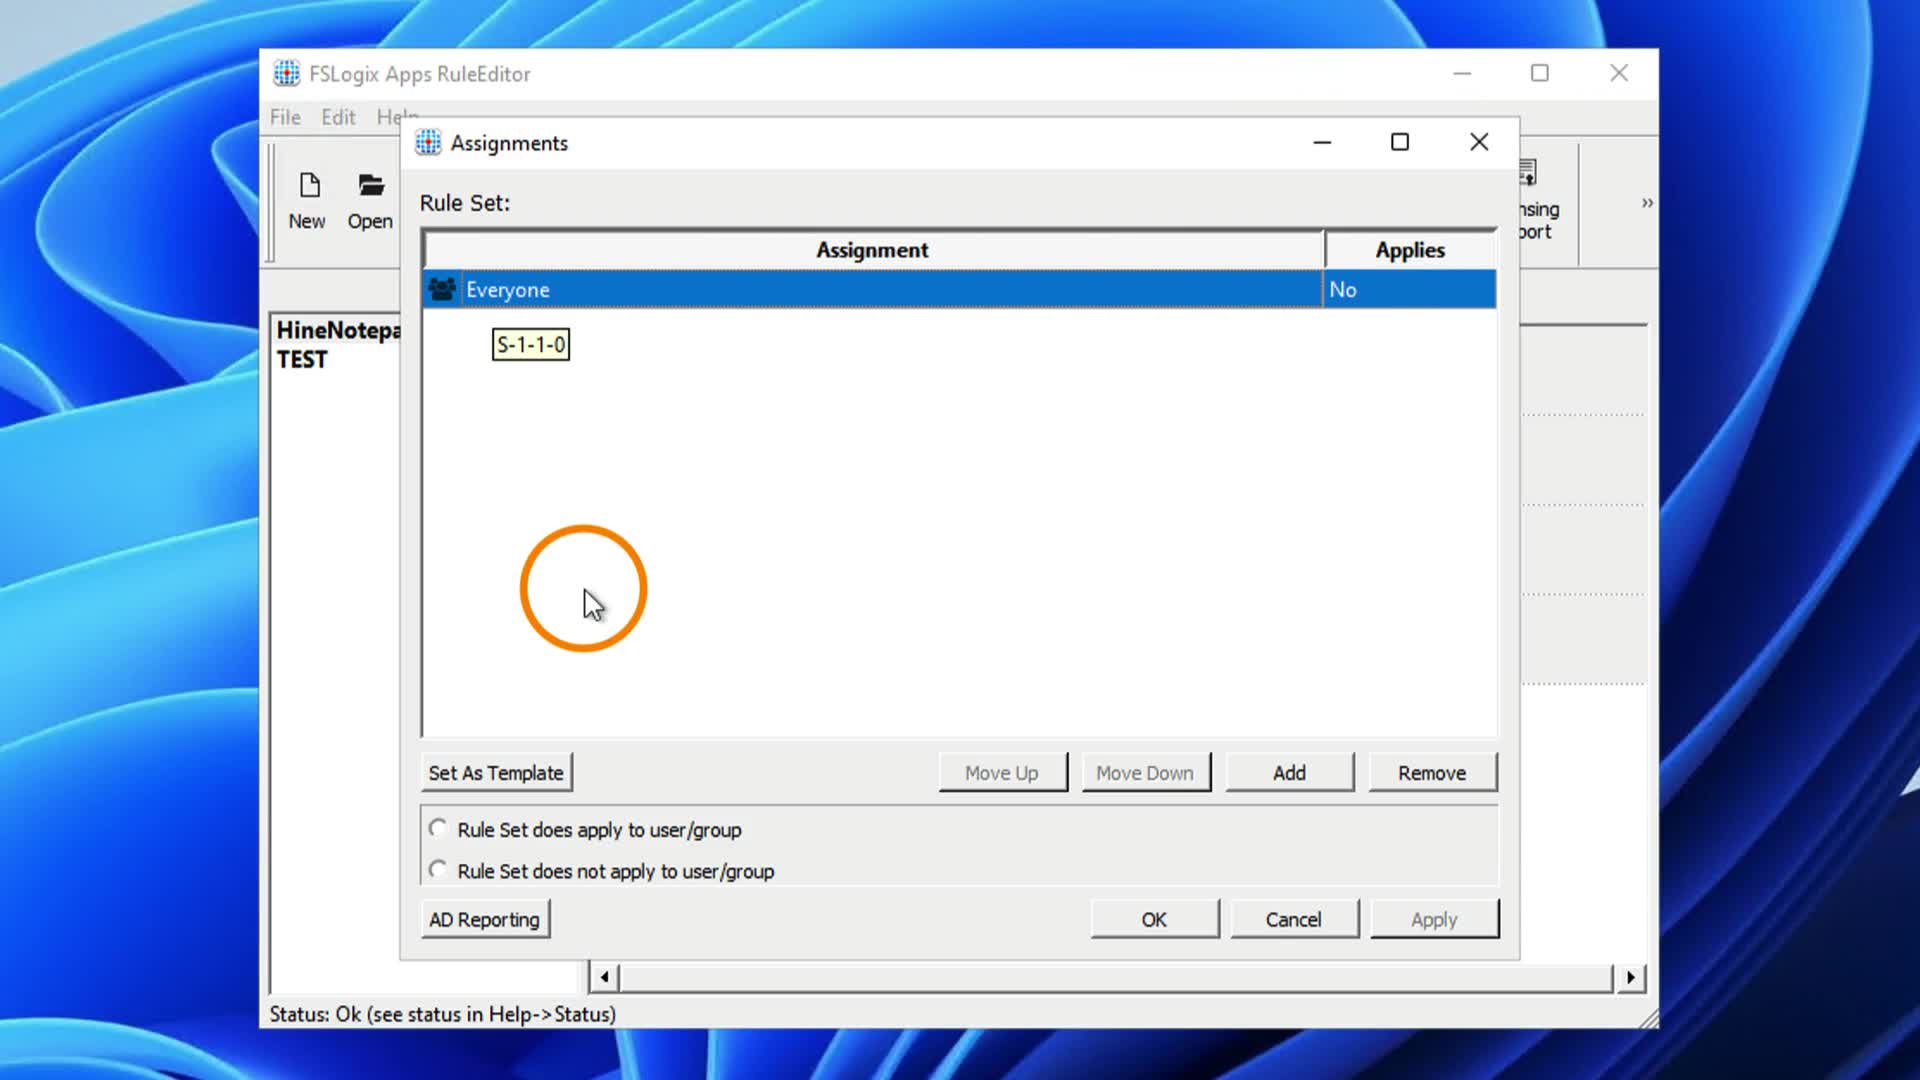 FSLogix Apps RuleEditor
File Edit Help
Assignments
New
Open
Rule Set:
Assignment
Applies
Everyone
No
S-1-1-0
HineNotepa
TEST
nsing
port
»
Set As Template
Move Up
Move Down
Add
Remove
Rule Set does apply to user/group
Rule Set does not apply to user/group
AD Reporting
OK
Cancel
Apply
Status: Ok (see status in Help->Status)